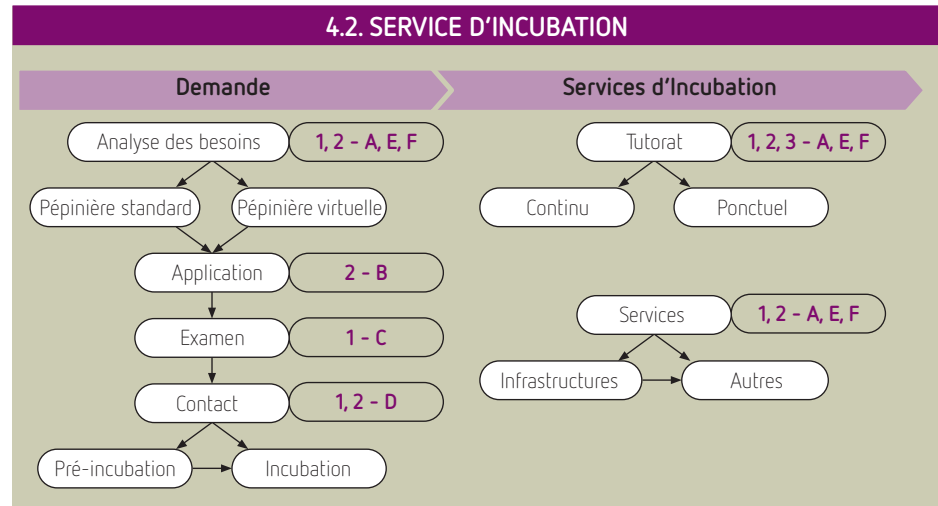 4.2. SERVICE D'INCUBATION
Demande
Services d'Incubation
Analyse des besoins
1, 2 - A, E, F
Pépinière standard
Pépinière virtuelle
Application
2 - B
Examen
1 - C
Contact
1, 2 - D
Pré-incubation
Incubation
Tutorat
1, 2, 3 - A, E, F
Continu
Ponctuel
Services
1, 2 - A, E, F
Infrastructures
Autres